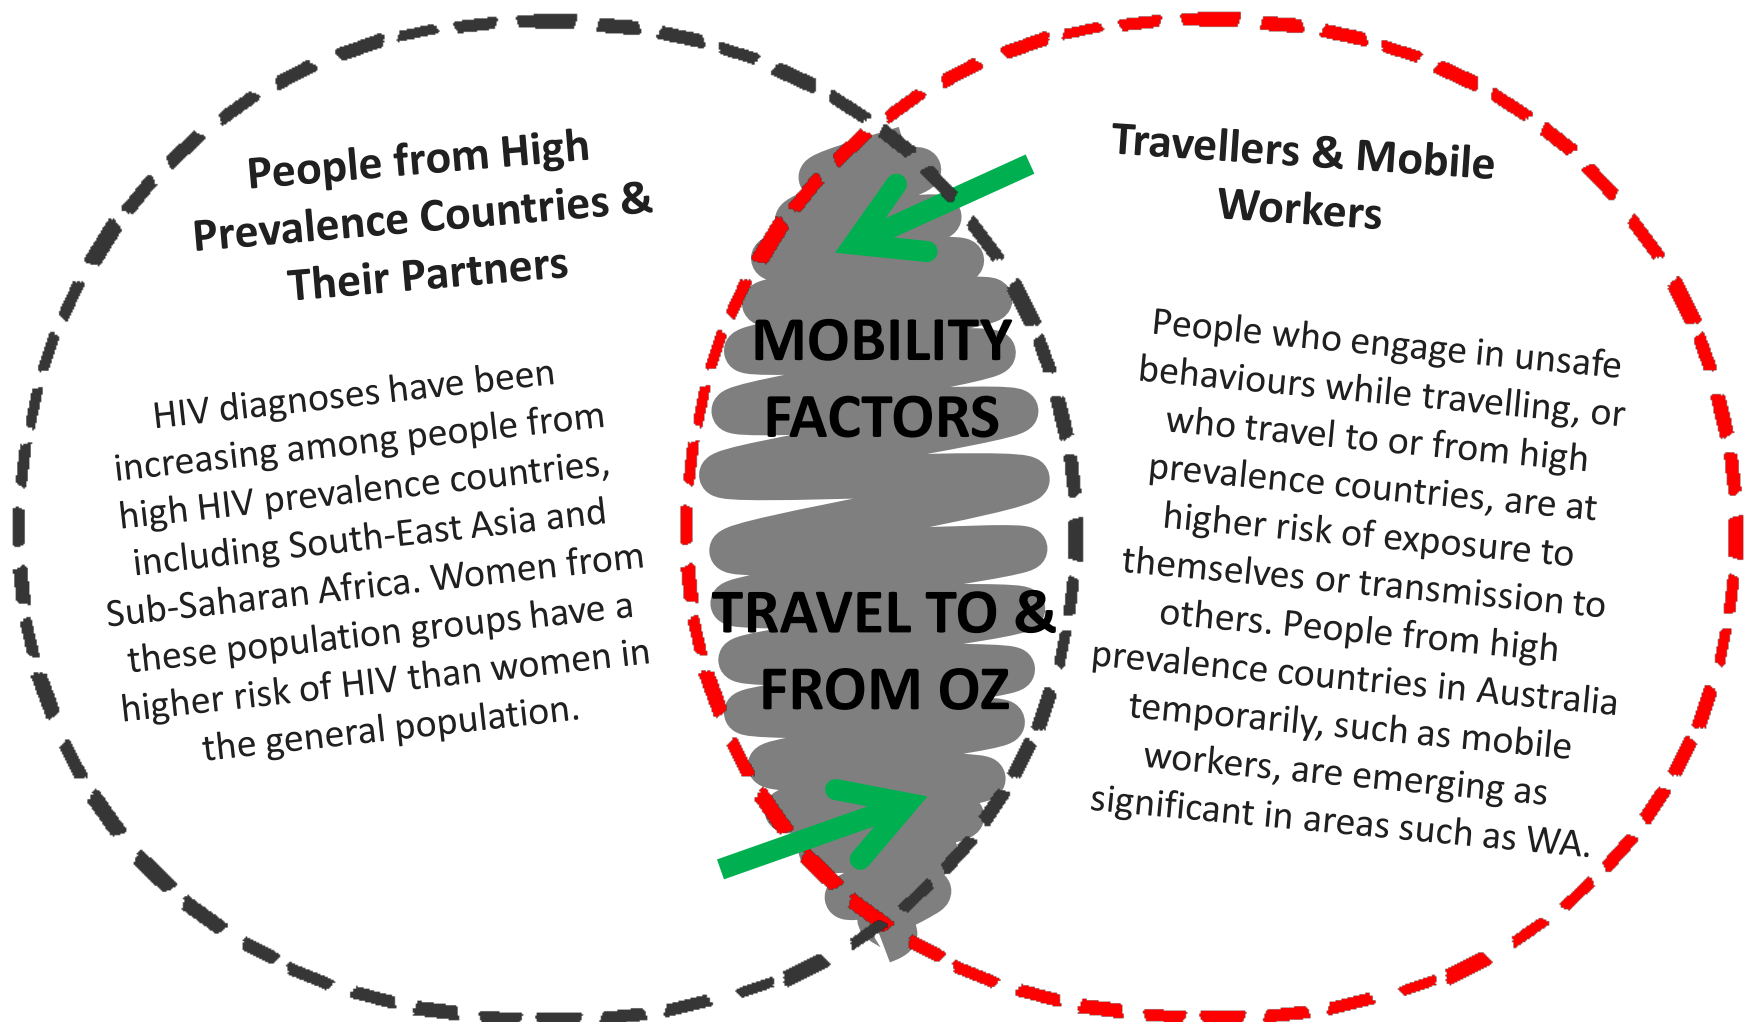 People from High
Prevalence Countries &
Their Partners
HIV diagnoses have been
increasing among people from
high HIV prevalence countries,
including South-East Asia and
Sub-Saharan Africa. Women from
these population groups have a
higher risk of HIV than women in
the general population.
MOBILITY
FACTORS
TRAVEL TO &
FROM OZ
Travellers & Mobile
Workers
People who engage in unsafe
behaviours while travelling, or
who travel to or from high
prevalence countries, are at
higher risk of exposure to
themselves or transmission to
others. People from high
prevalence countries in Australia
temporarily, such as mobile
workers, are emerging as
significant in areas such as WA.